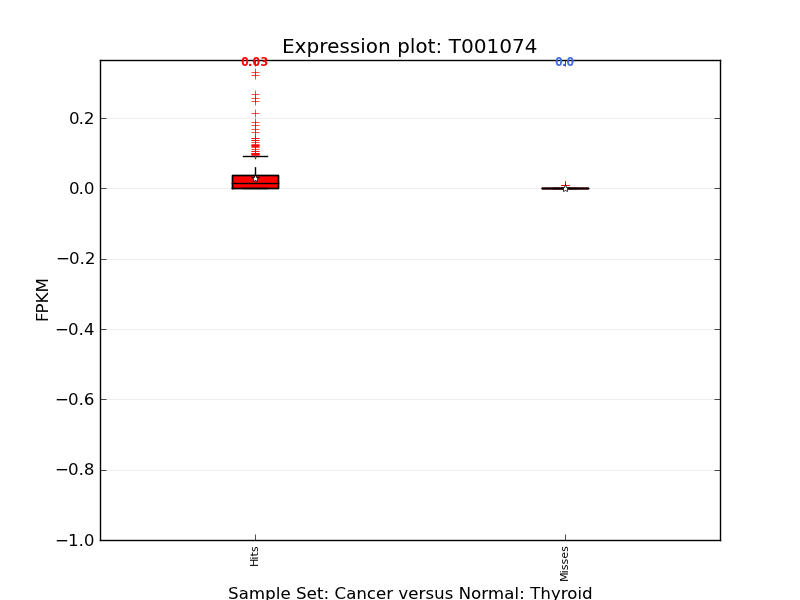 Expression plot: T001074
0.03
0.0
0.2
0.0
−0.2
−0.4
−0.6
−0.8
−1.0
FPKM
Hits
Misses
Sample Set: Cancer versus Normal: Thyroid